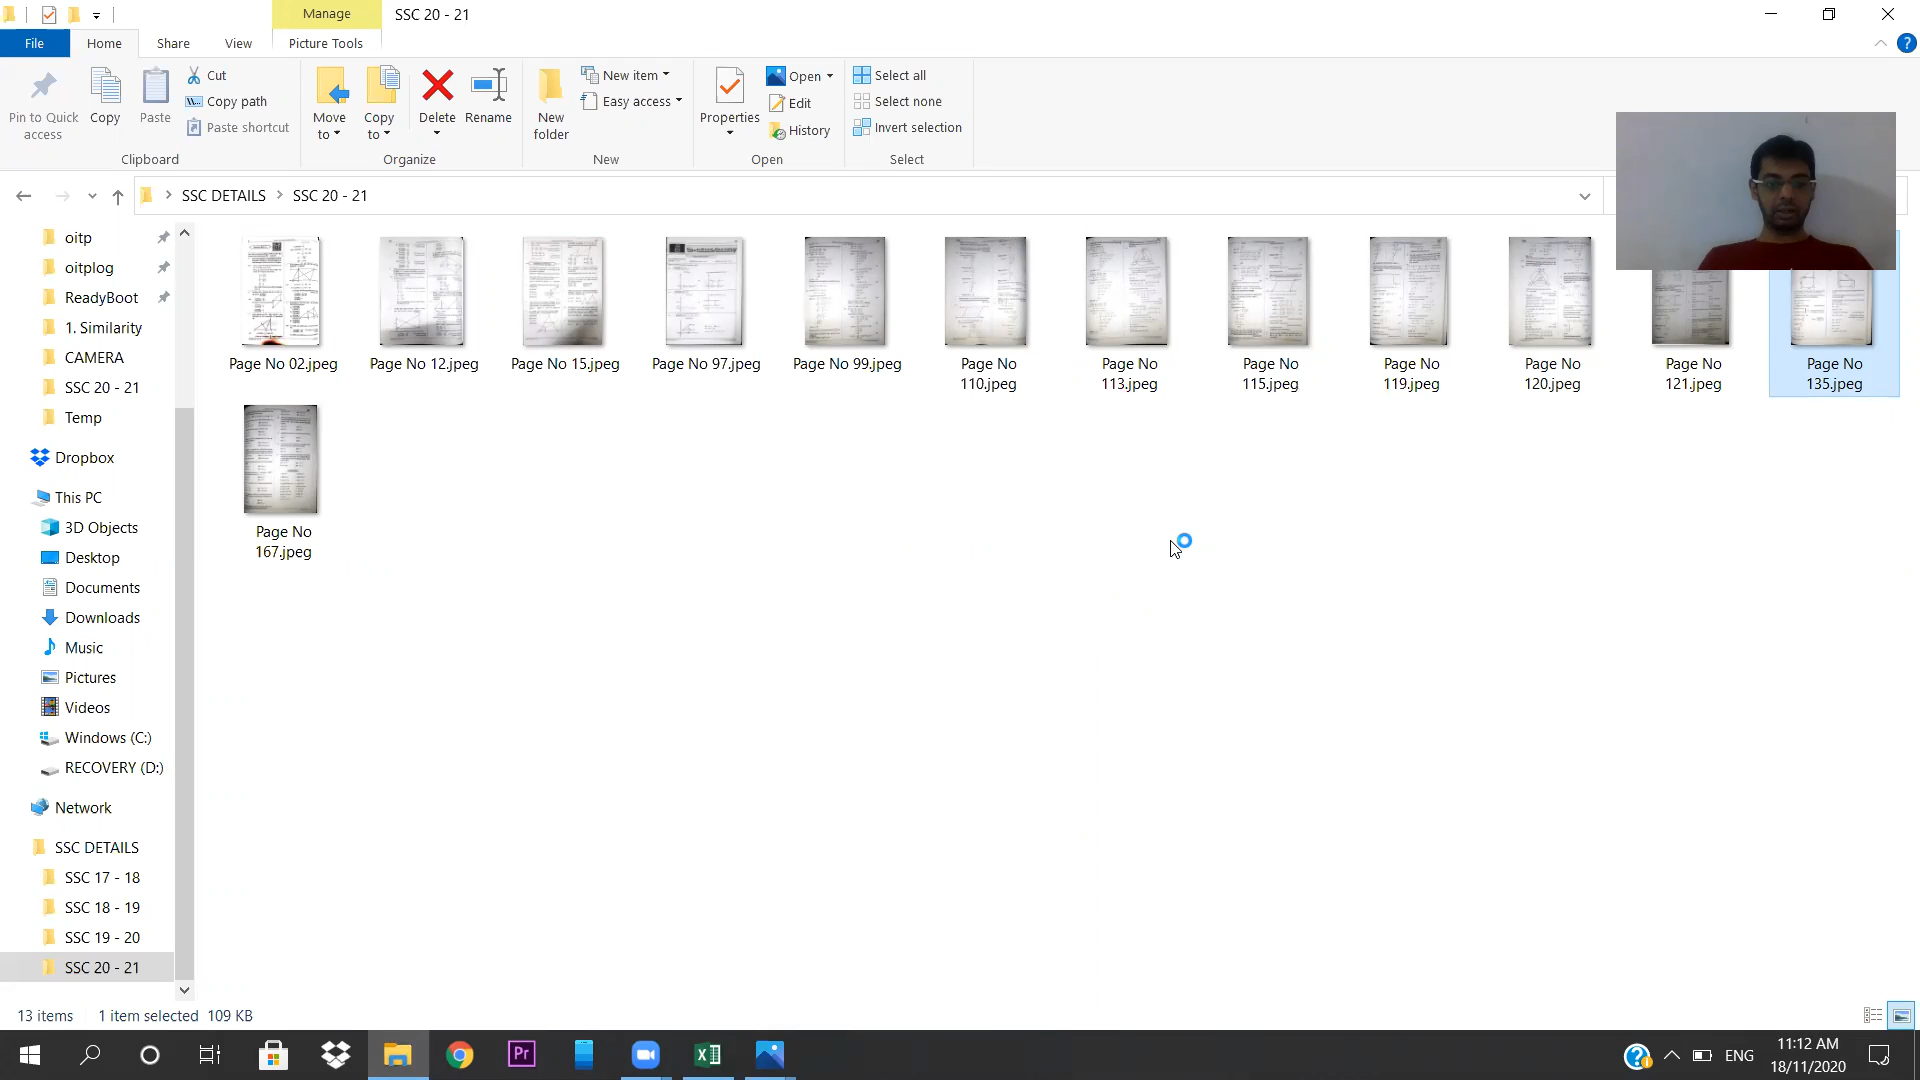 Manage
SSC 20 - 21
File
Home
Share
View
Picture Tools
Pin to Quick
access
Copy
Paste
Cut
Copy path
Paste shortcut
Clipboard
Move
to
Copy
to
Delete
Rename
Organize
New
folder
New item
Easy access
New
Properties
Open
Edit
History
Open
Select all
Select none
Invert selection
Select
SSC DETAILS
SSC 20 - 21
oitp
oitplog
ReadyBoot
1. Similarity
CAMERA
SSC 20 - 21
Temp
Dropbox
This PC
3D Objects
Desktop
Documents
Downloads
Music
Pictures
Videos
Windows (C:)
RECOVERY (D:)
Network
SSC DETAILS
SSC 17 - 18
SSC 18 - 19
SSC 19 - 20
SSC 20 - 21
Page No 02.jpeg
Page No 12.jpeg
Page No 15.jpeg
Page No 97.jpeg
Page No 99.jpeg
Page No
110.jpeg
Page No
113.jpeg
Page No
115.jpeg
Page No
119.jpeg
Page No
120.jpeg
Page No
121.jpeg
Page No
135.jpeg
Page No
167.jpeg
13 items
1 item selected 109 KB
Pr
ENG
11:12 AM
18/11/2020